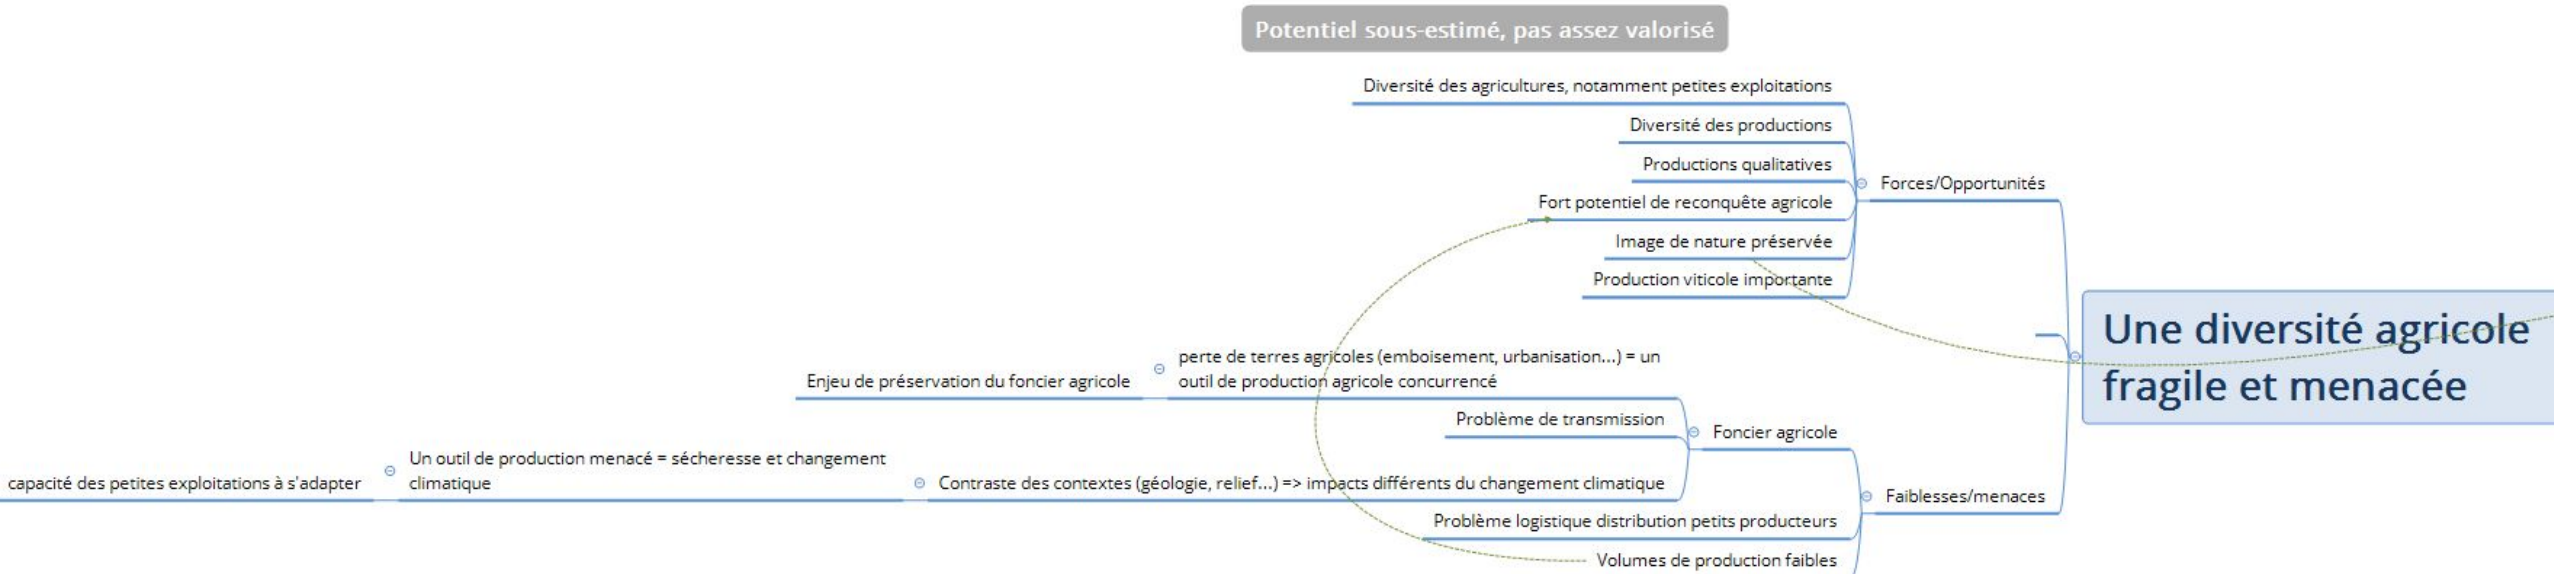 Potentiel sous-estimé, pas assez valorisé
Diversité des agricultures, notamment petites exploitations
Diversité des productions
Productions qualitatives
Forces/Opportunités
Fort potentiel de reconquête agricole
Image de nature préservée
Production viticole importante
Une diversité agricole
fragile et menacée
perte de terres agricoles (emboisement, urbanisation...) = un
outil de production agricole concurrencé
Enjeu de préservation du foncier agricole
Problème de transmission
Foncier agricole
Un outil de production menacé = sécheresse et changement
climatique
capacité des petites exploitations à s'adapter
Contraste des contextes (géologie, relief...) => impacts différents du changement climatique
Faiblesses/menaces
Problème logistique distribution petits producteurs
Volumes de production faibles